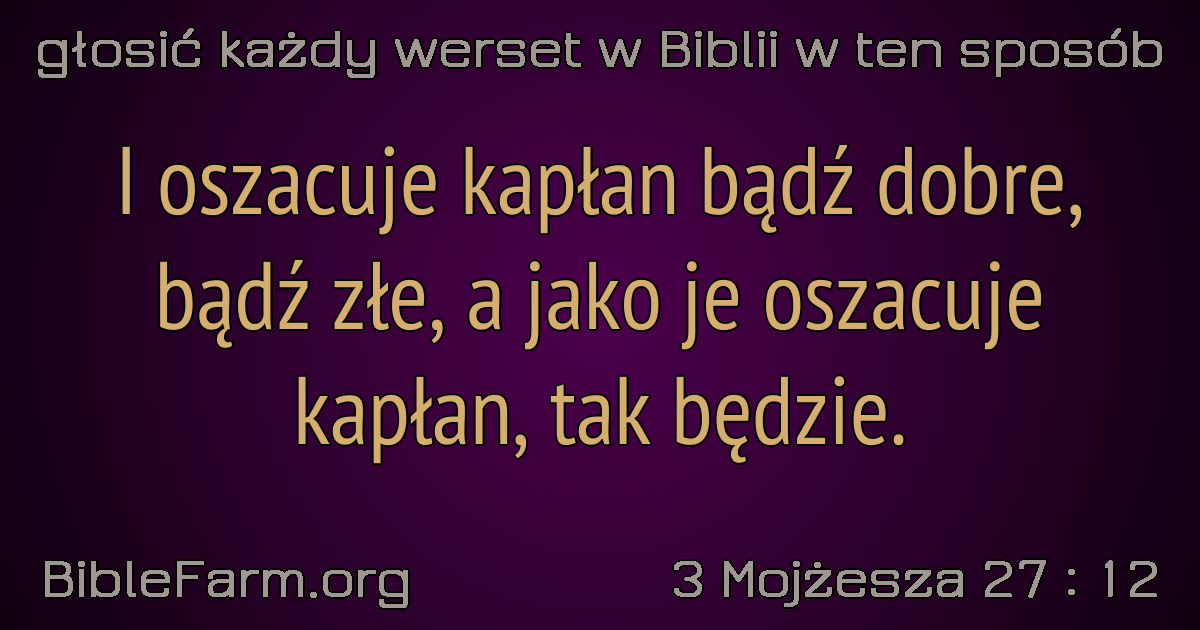 głosić każdy werset w Biblii w ten sposób
I oszacuje kapłan bądź dobre,
bądź złe, a jako je oszacuje
kapłan, tak będzie.
BibleFarm.org
3 Mojżesza 27 : 12